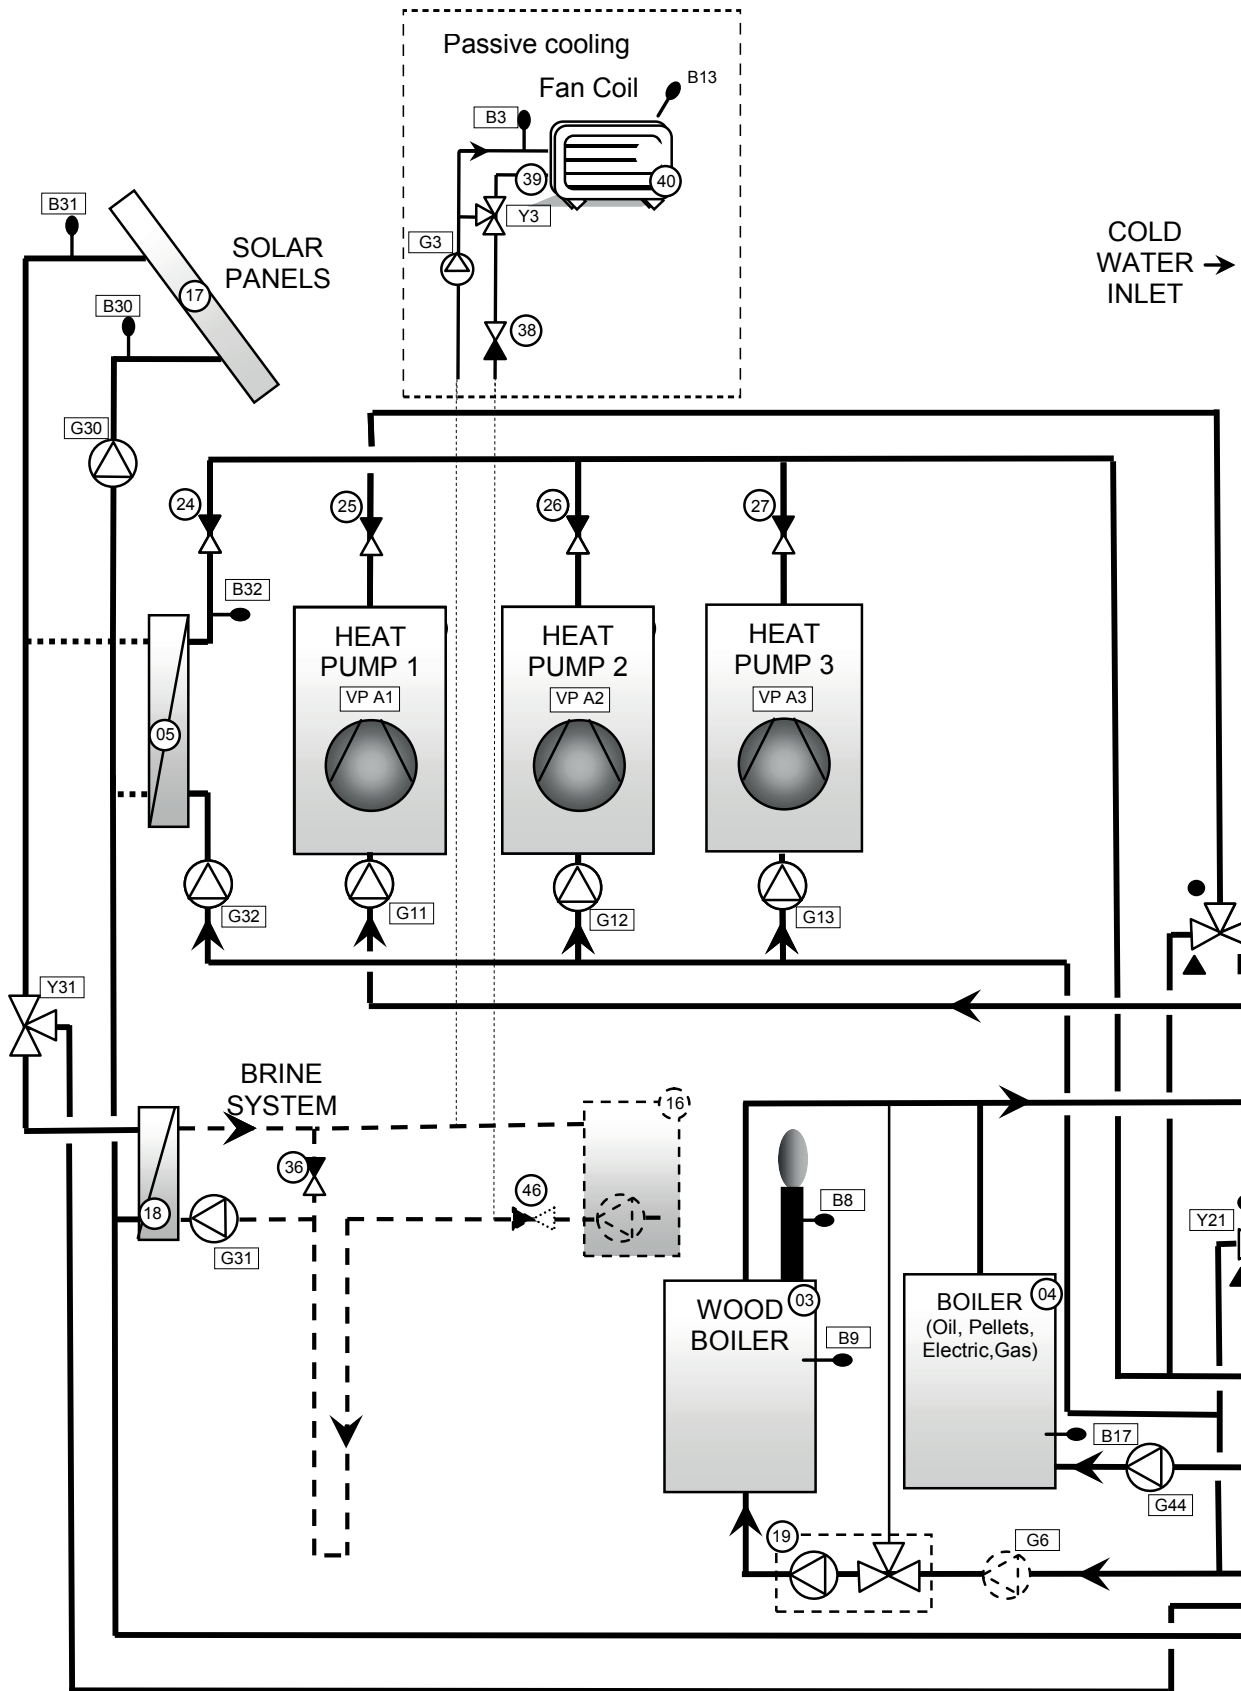 Passive cooling
Fan Coil
B13
B3
39
40
Y3
G3
38
B31
SOLAR
PANELS
17
B30
G30
COLD
WATER
INLET
24
25
26
27
B32
HEAT
PUMP 1
VP A1
HEAT
PUMP 2
VP A2
HEAT
PUMP 3
VP A3
05
G32
G11
G12
G13
Y31
BRINE
SYSTEM
16
36
46
18
G31
B8
Y21
WOOD
BOILER
03
B9
BOILER
(Oil, Pellets,
Electric,Gas)
04
B17
G44
19
G6